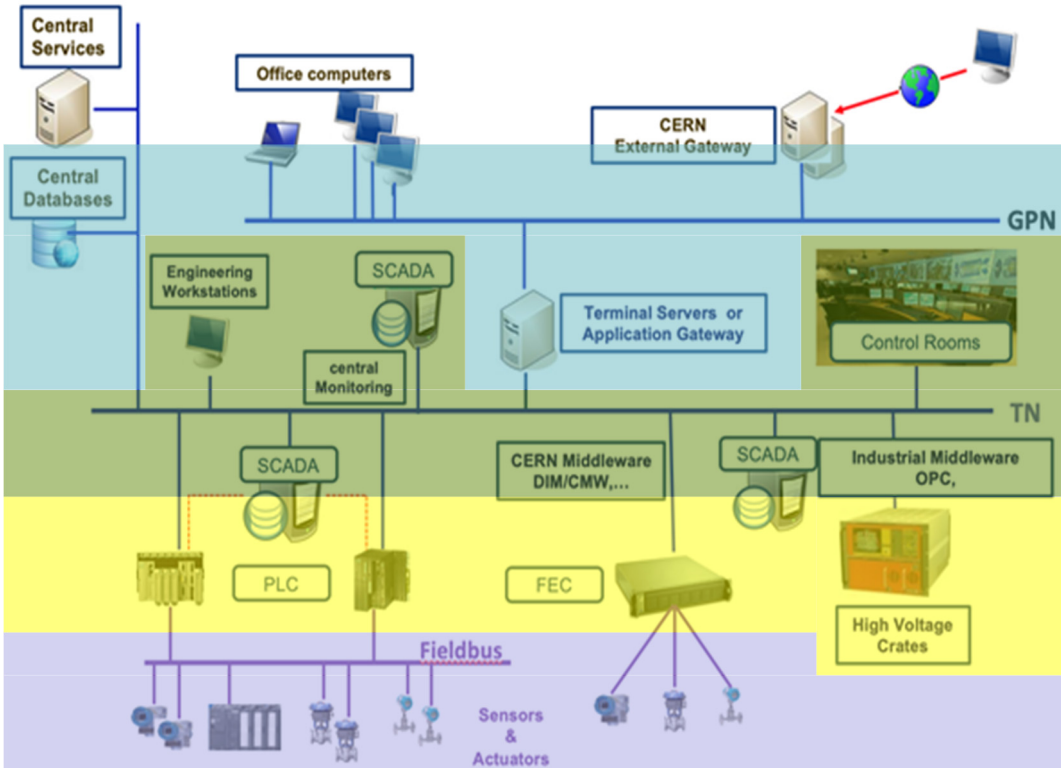 Central
Services
Office computers
CERN
External Gateway
Central
Databases
GPN
Engineering
Workstations
SCADA
Terminal Servers or
Application Gateway
Control Rooms
central
Monitoring
TN
SCADA
CERN Middleware
DIM/CMW,...
SCADA
Industrial Middleware
OPC,
PLC
FEC
High Voltage
Crates
Fieldbus
Sensors
&
Actuators